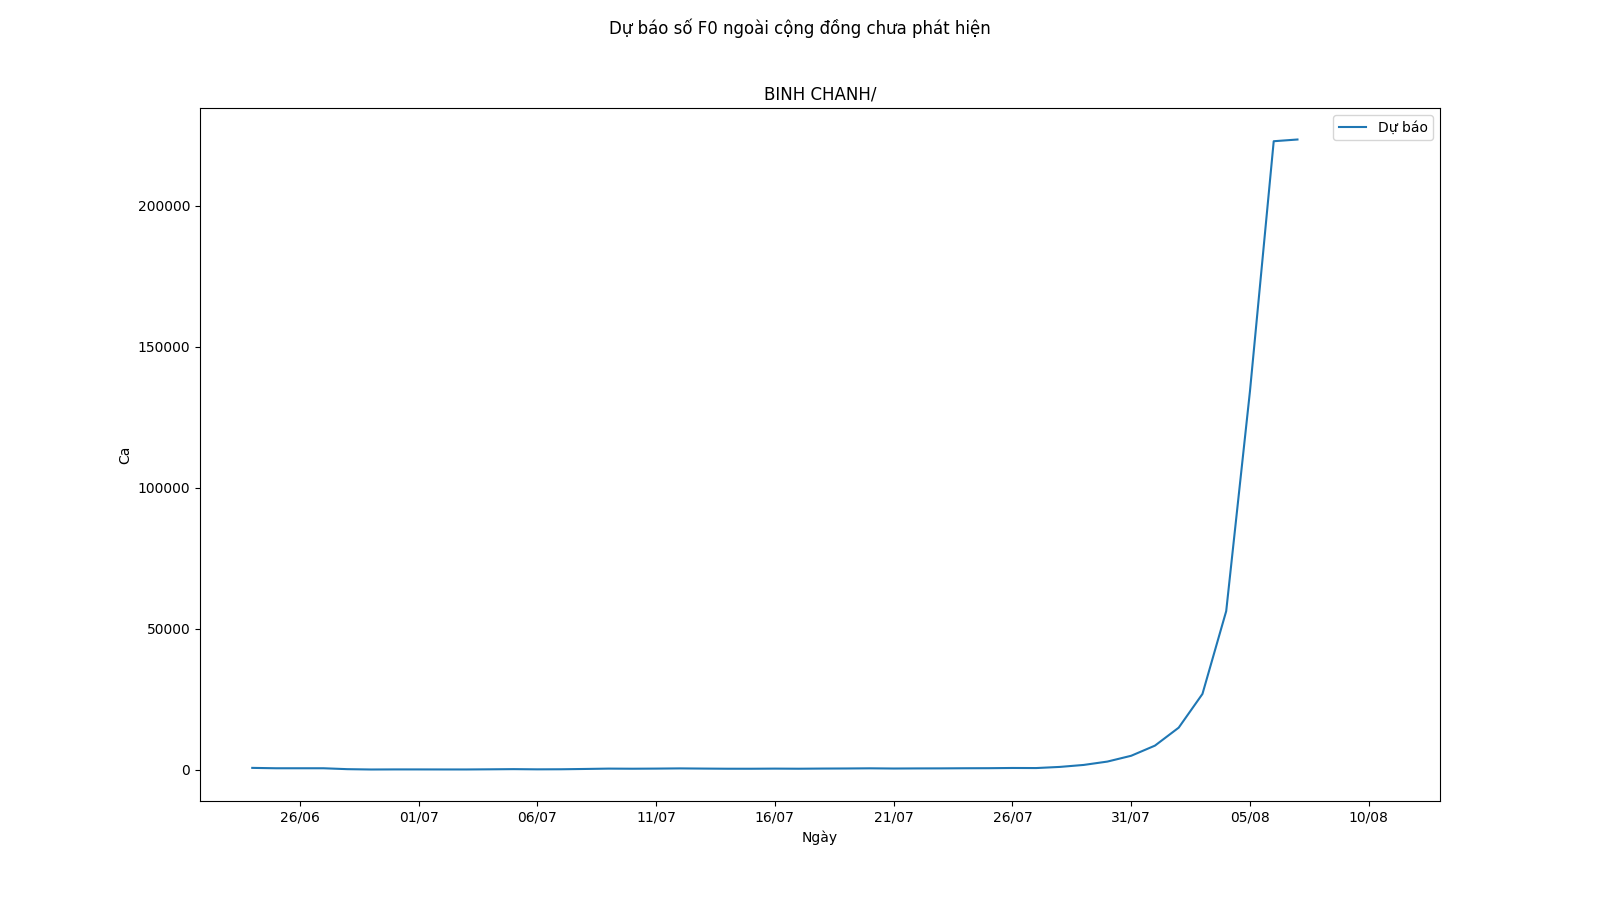 Dự báo số F0 ngoài cộng đồng chưa phát hiện
BINH CHANH/
Dự báo
200000
150000
100000
50000
0
Ca
26/06 01/07 06/07 11/07 16/07 21/07 26/07 31/07 05/08 10/08
Ngày